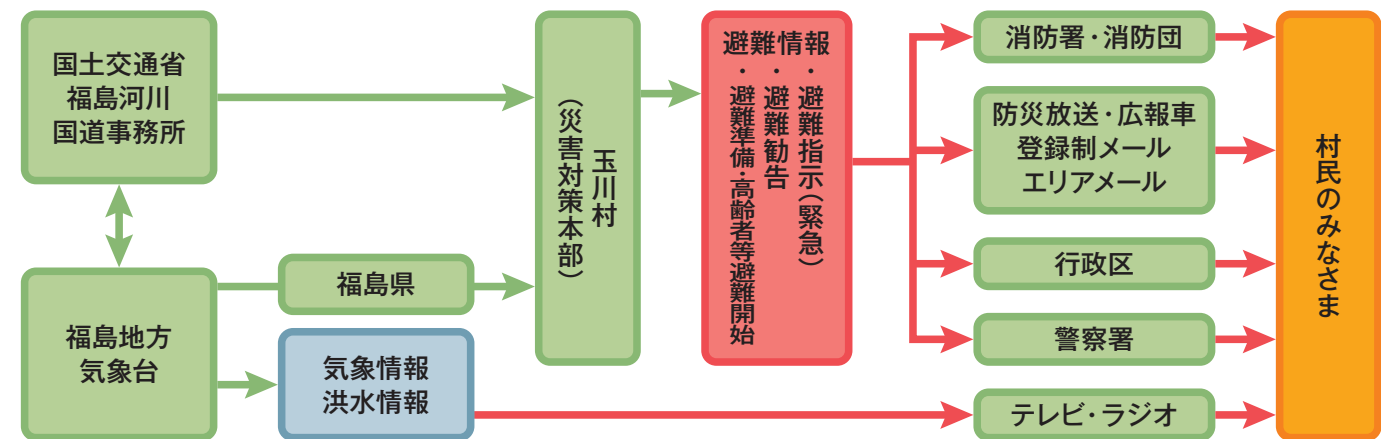 国土交通省
福島河川
国道事務所
福島地方
気象台
福島県
気象情報
洪水情報
玉川村
（災害対策本部）
避難情報
・避難指示（緊急）
・避難勧告
・避難準備・高齢者等避難開始
消防署・消防団
防災放送・広報車
登録制メール
エリアメール
行政区
警察署
テレビ・ラジオ
村民のみなさま